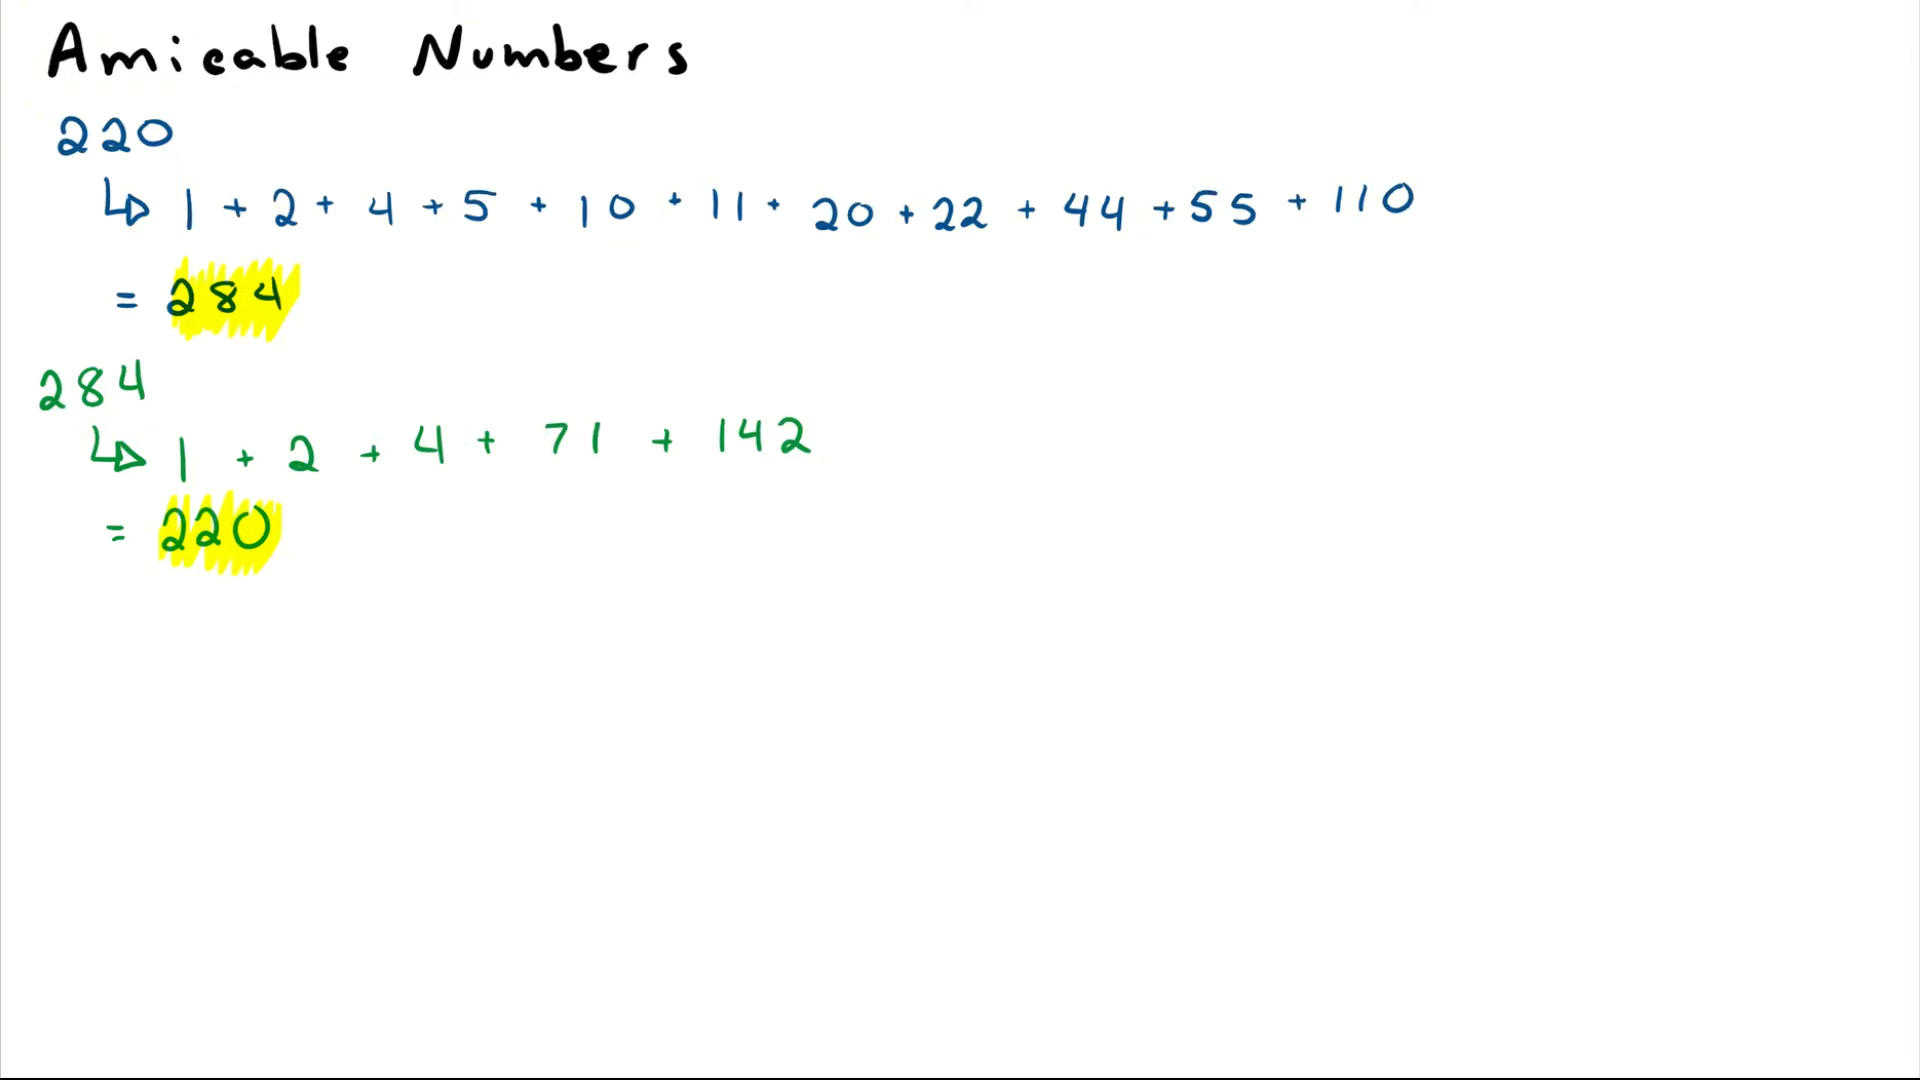 Amicable Numbers
220
↳ 1 + 2 + 4 + 5 + 10 + 11 + 20 + 22 + 44 + 55 + 110
= 284
284
↳ 1 + 2 + 4 + 71 + 142
= 220